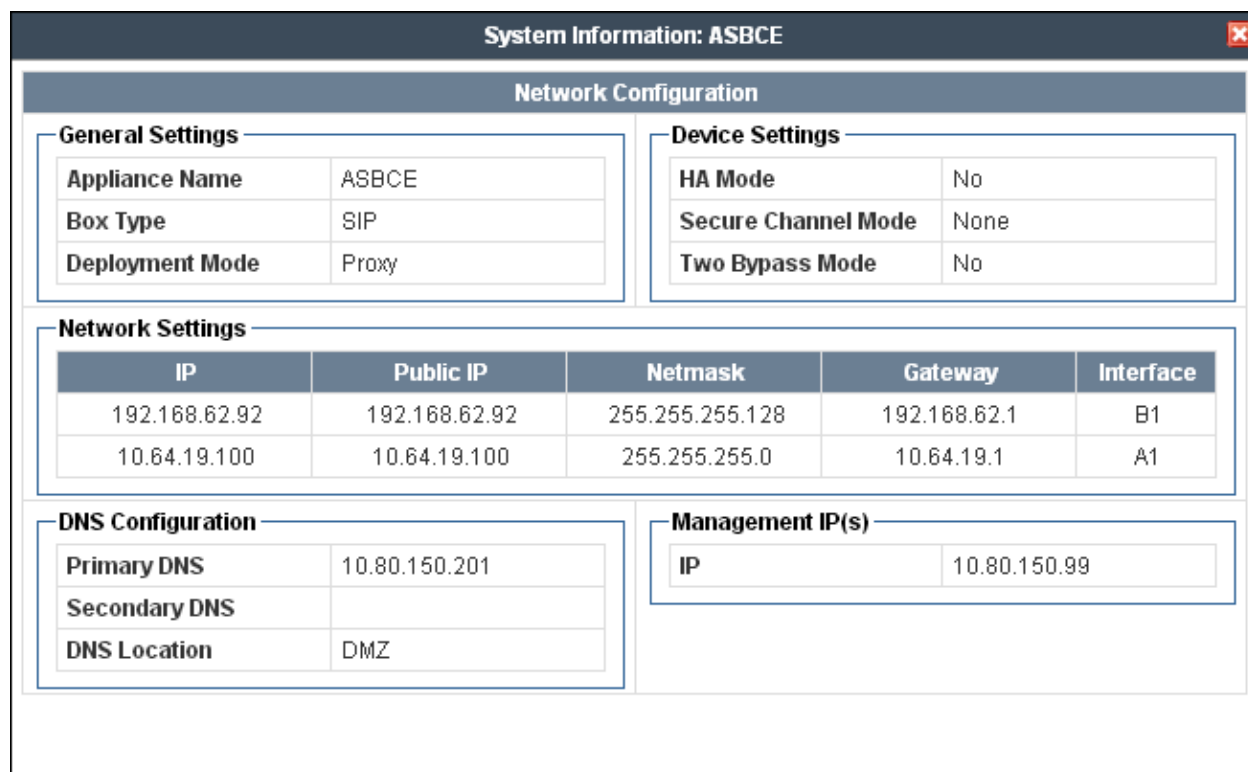 System Information: ASBCE
Network Configuration
General Settings
Appliance Name ASBCE
Box Type SIP
Deployment Mode Proxy
Device Settings
HA Mode No
Secure Channel Mode None
Two Bypass Mode No
Network Settings
IP Public IP Netmask Gateway Interface
192.168.62.92 192.168.62.92 255.255.255.128 192.168.62.1 B1
10.64.19.100 10.64.19.100 255.255.255.0 10.64.19.1 A1
DNS Configuration
Primary DNS 10.80.150.201
Secondary DNS
DNS Location DMZ
Management IP(s)
IP 10.80.150.99